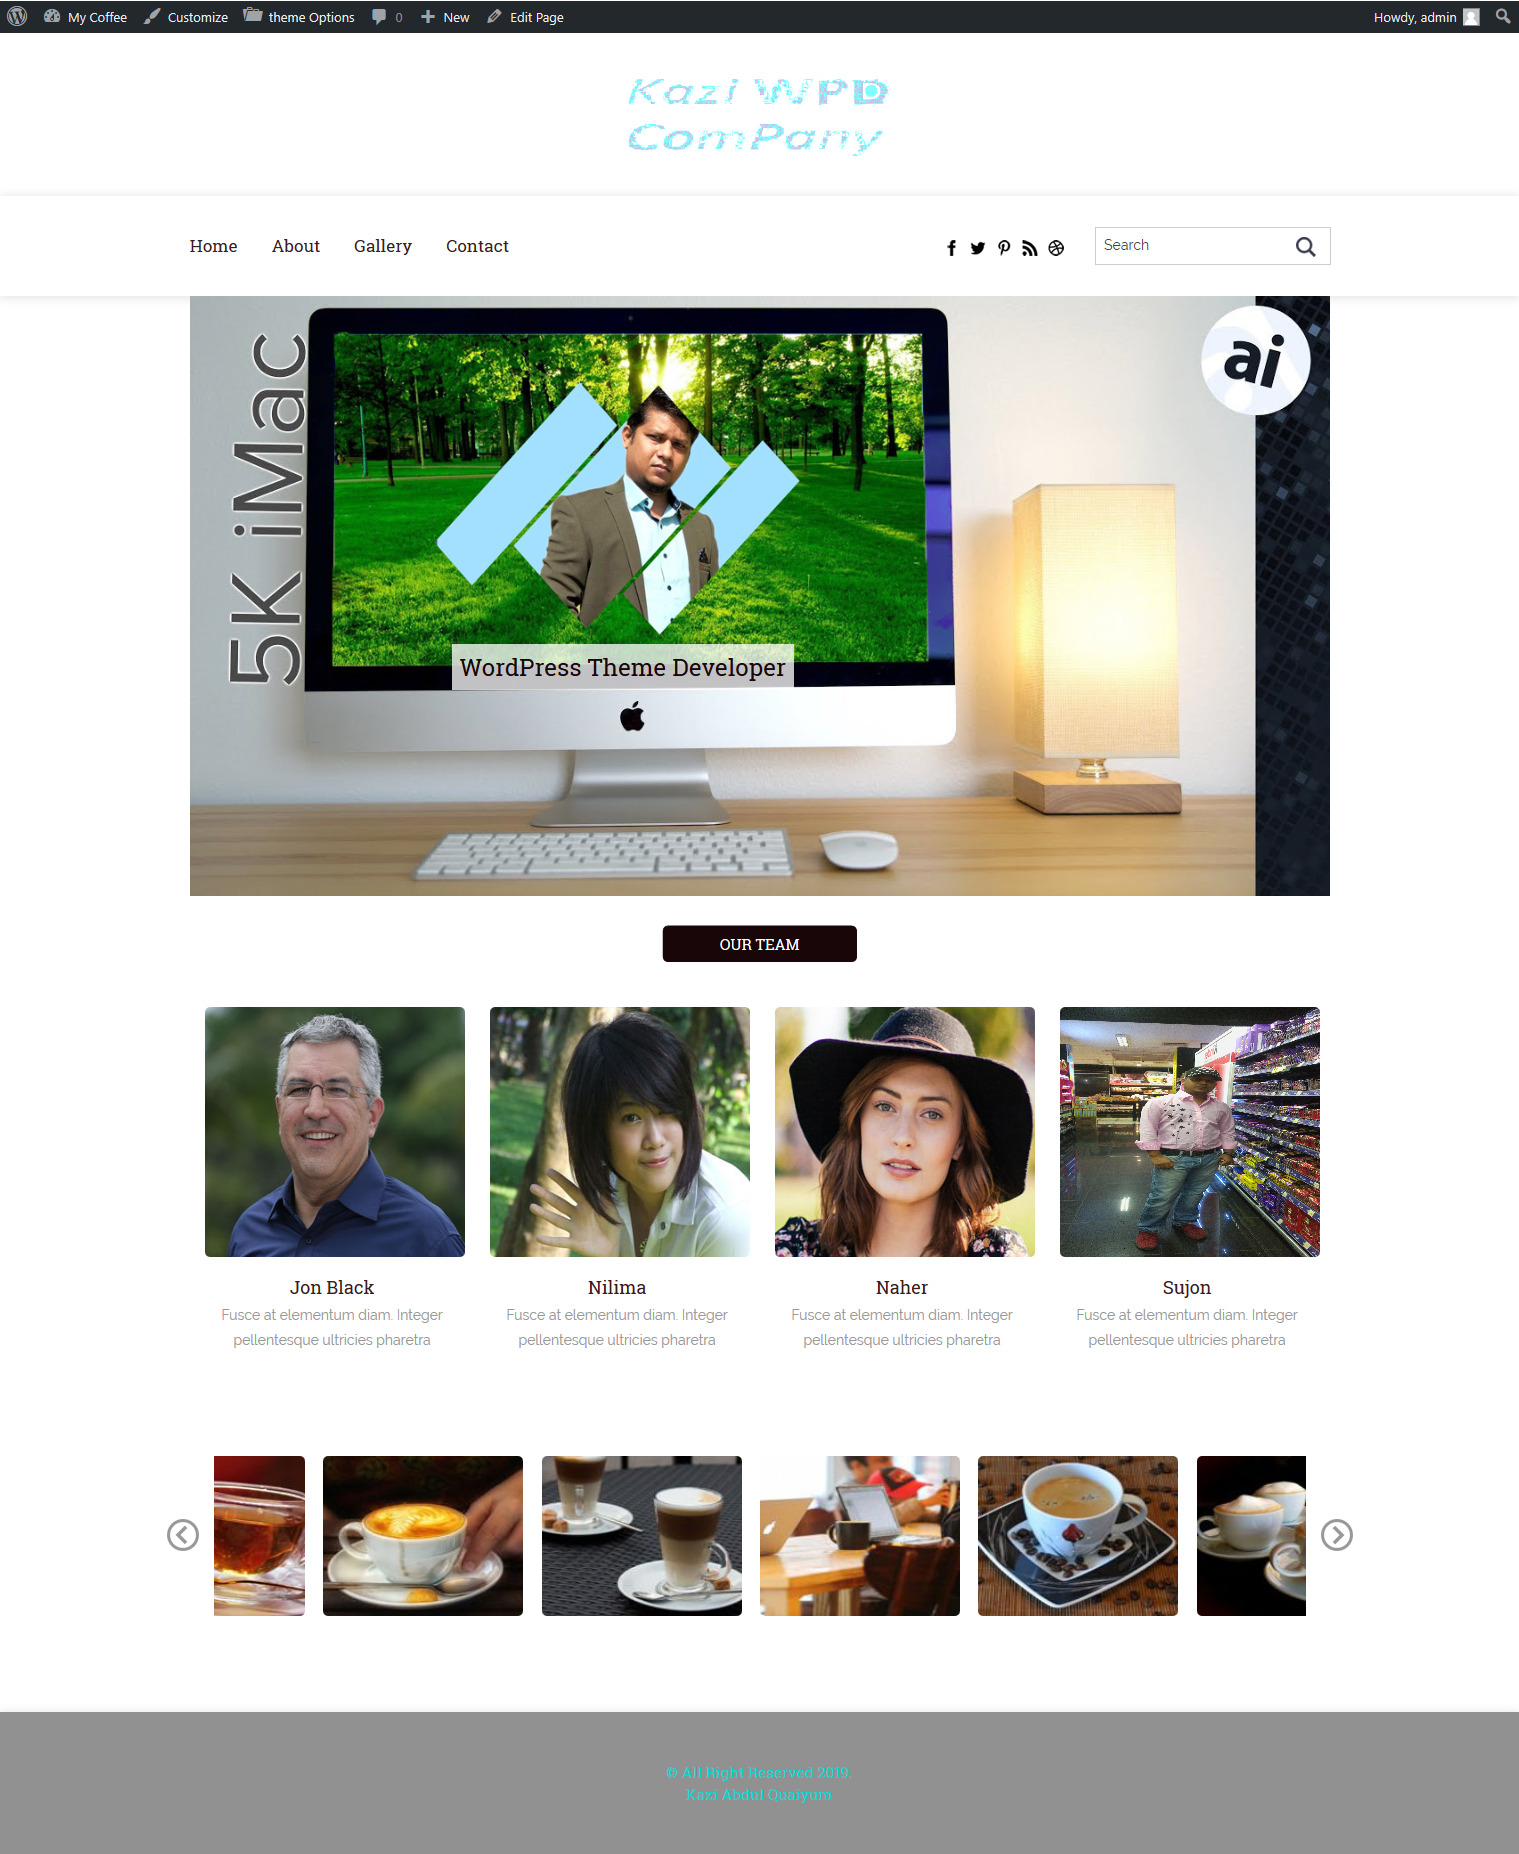 My Coffee Customize theme Options 0 New Edit Page Howdy, admin
Kazi WPD
ComPany
Home About Gallery Contact Search
5K iMac
ai
WordPress Theme Developer
OUR TEAM
Jon Black Nilima Naher Sujon
Fusce at elementum diam. Integer Fusce at elementum diam. Integer Fusce at elementum diam. Integer Fusce at elementum diam. Integer
pellentesque ultricies pharetra pellentesque ultricies pharetra pellentesque ultricies pharetra pellentesque ultricies pharetra
© All Right Reserved 2019.
Kazi Abdul Quaiyum